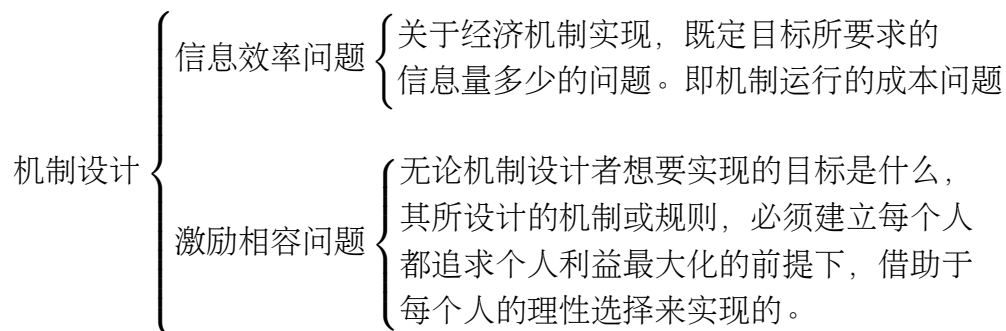 机制设计
信息效率问题
关于经济机制实现，既定目标所要求的
信息量多少的问题。即机制运行的成本问题
激励相容问题
无论机制设计者想要实现的目标是什么，
其所设计的机制或规则，必须建立每个人
都追求个人利益最大化的前提下，借助于
每个人的理性选择来实现的。